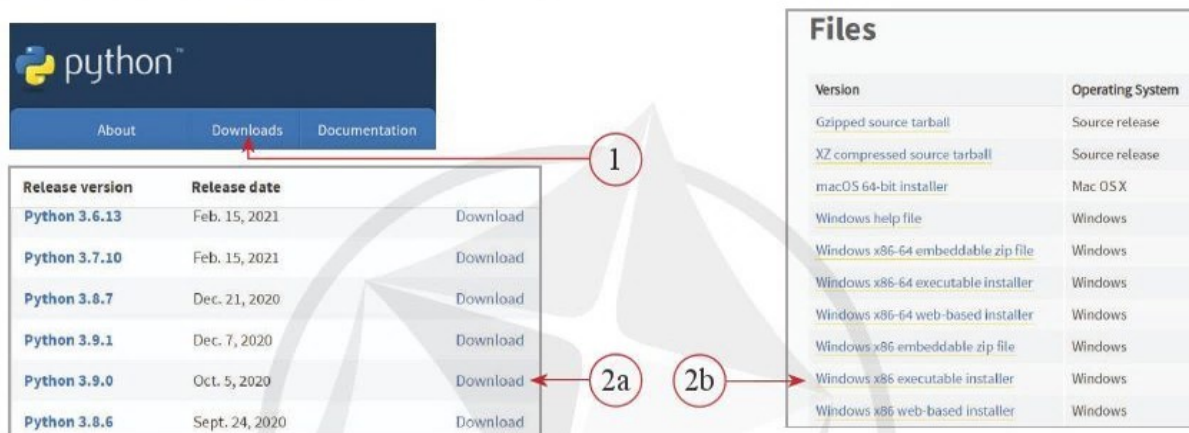 python™
About Downloads Documentation
1
Release version Release date
Python 3.6.13 Feb. 15, 2021 Download
Python 3.7.10 Feb. 15, 2021 Download
Python 3.8.7 Dec. 21, 2020 Download
Python 3.9.1 Dec. 7, 2020 Download
Python 3.9.0 Oct. 5, 2020 Download
2a
Python 3.8.6 Sept. 24, 2020 Download
Files
Version Operating System
Gzipped source tarball Source release
XZ compressed source tarball Source release
macOS 64-bit installer Mac OS X
Windows help file Windows
Windows x86-64 embeddable zip file Windows
Windows x86-64 executable installer Windows
Windows x86-64 web-based installer Windows
Windows x86 embeddable zip file Windows
2b
Windows x86 executable installer Windows
Windows x86 web-based installer Windows